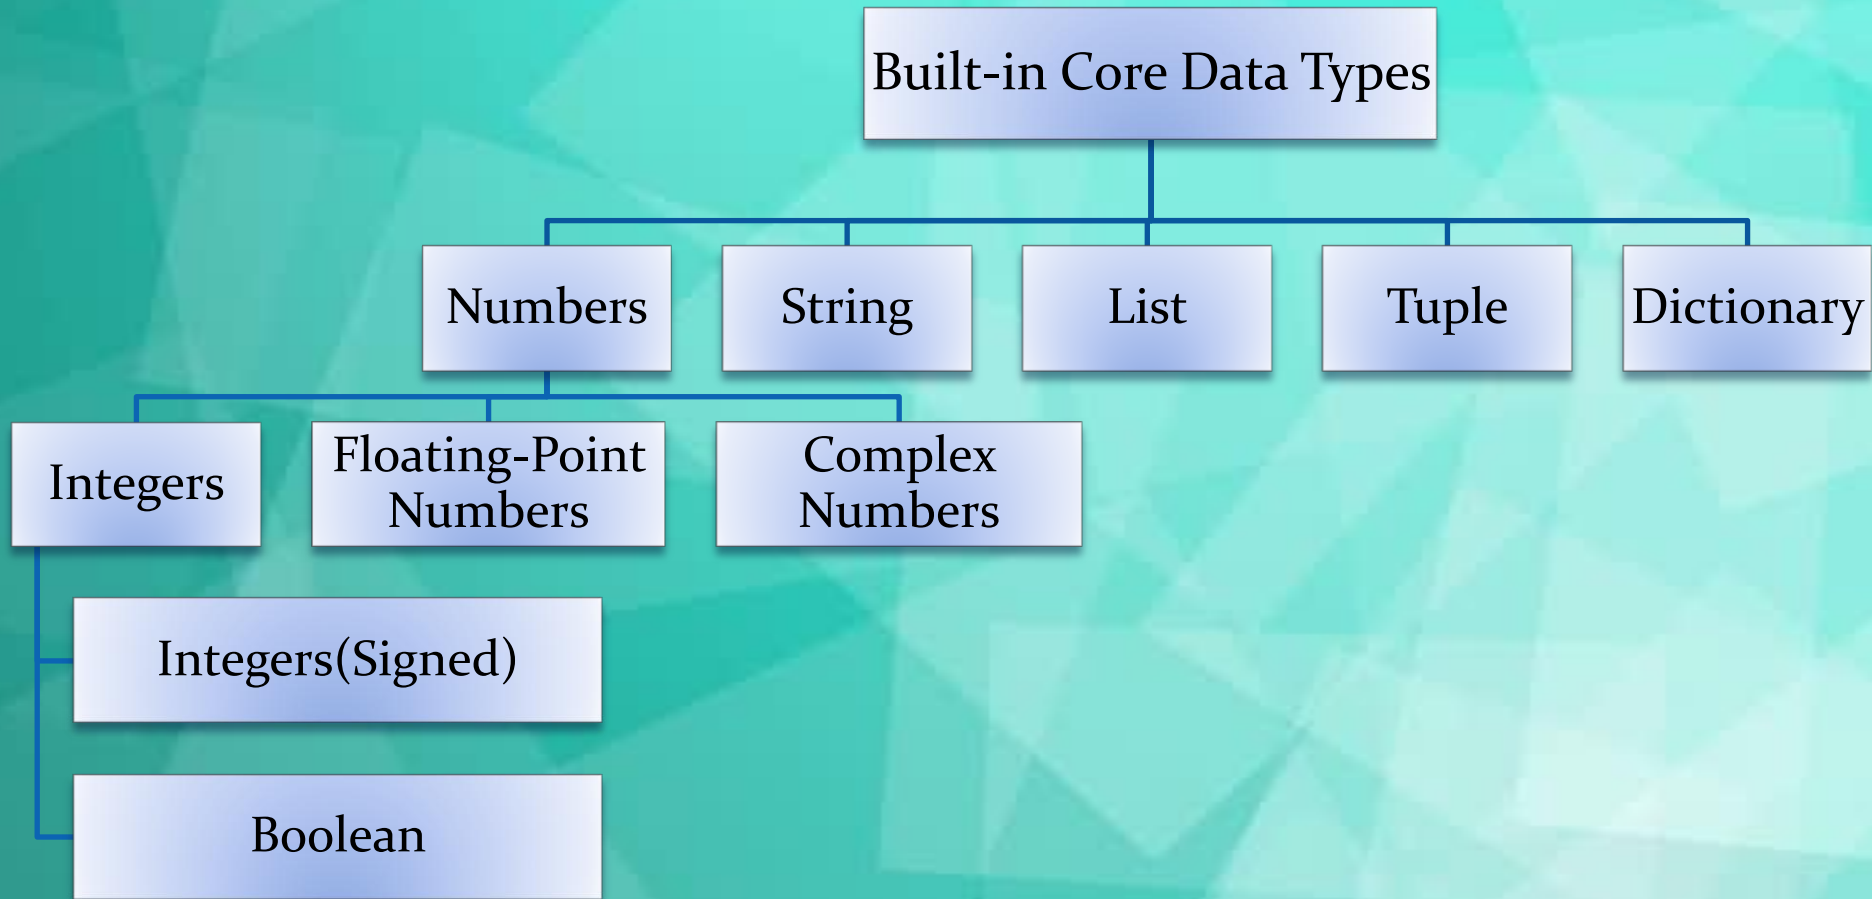 Built-in Core Data Types
Numbers
String
List
Tuple
Dictionary
Integers
Floating-Point
Numbers
Complex
Numbers
Integers(Signed)
Boolean